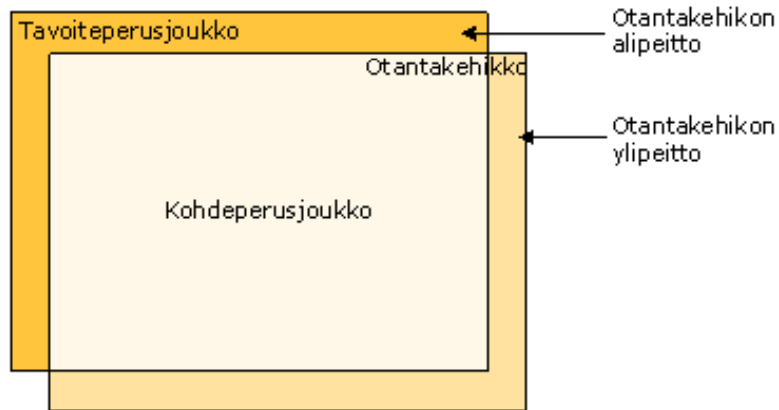 Tavoiteperusjoukko
Otantakehikon
alipeitto
Otantakehikko
Otantakehikon
ylipeitto
Kohdeperusjoukko